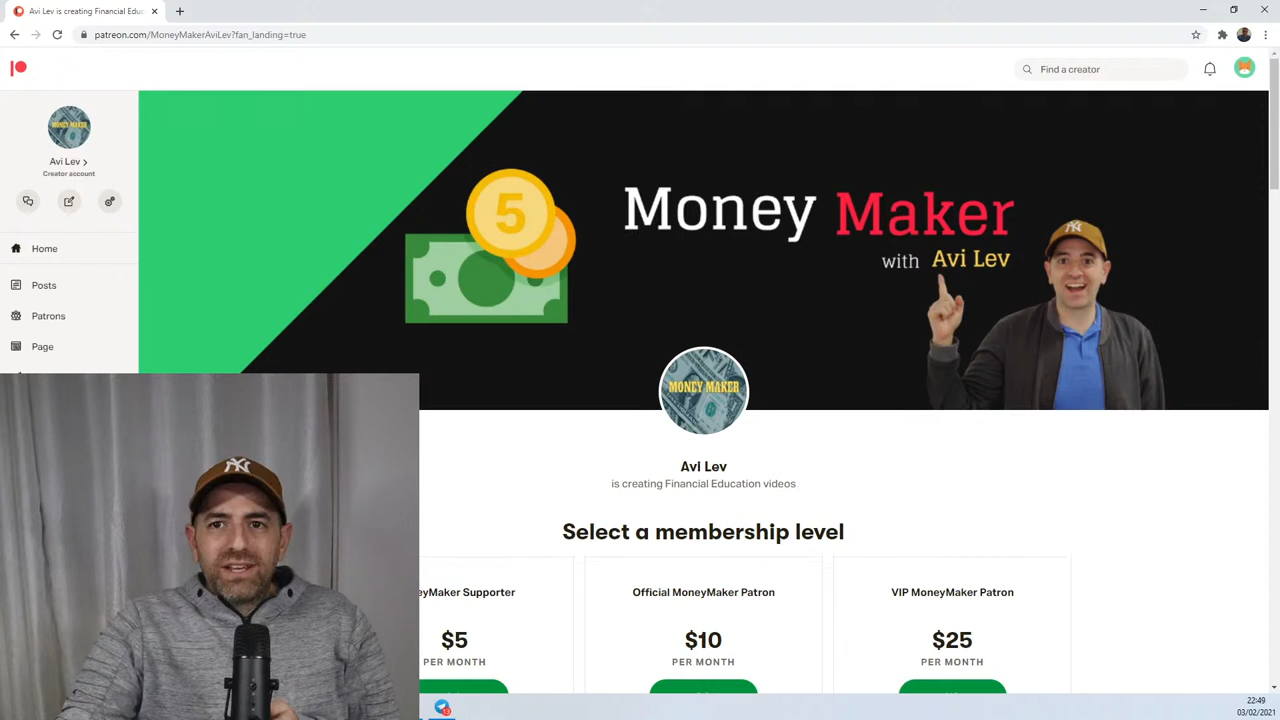 Avi Lev is creating Financial Educ
patreon.com/MoneyMakerAviLev?fan_landing=true
Find a creator
MONEY MAKER
Avi Lev
Creator account
Home
Posts
Patrons
Page
5
Money Maker
with Avi Lev
MONEY MAKER
Avi Lev
is creating Financial Education videos
Select a membership level
eyMaker Supporter
$5
PER MONTH
Official MoneyMaker Patron
$10
PER MONTH
VIP MoneyMaker Patron
$25
PER MONTH
22:49
03/02/2021